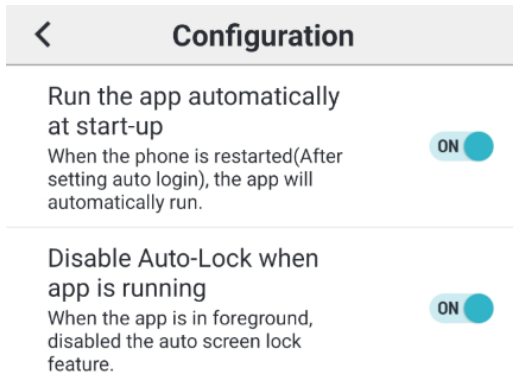 Configuration
Run the app automatically
at start-up
When the phone is restarted(After
setting auto login), the app will
automatically run.
ON
Disable Auto-Lock when
app is running
When the app is in foreground,
disabled the auto screen lock
feature.
ON